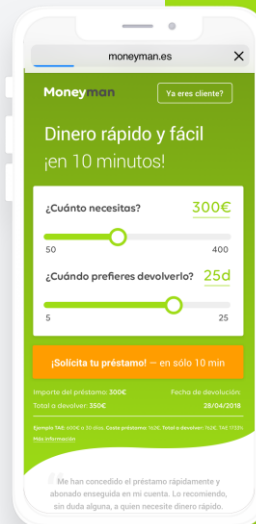 moneyman.es
Moneyman
Ya eres cliente?
Dinero rápido y fácil
¡en 10 minutos!
¿Cuánto necesitas?
300€
50
400
¿Cuándo prefieres devolverlo?
25d
5
25
¡Solicita tu préstamo! — en sólo 10 min
Importe del préstamo: 300€
Fecha de devolución:
Total a devolver: 350€
28/04/2018
Más información
Me han concedido el préstamo rápidamente y
abonado enseguida en mi cuenta. Lo recomiendo,
sin duda alguna, a quien necesite dinero rápido.